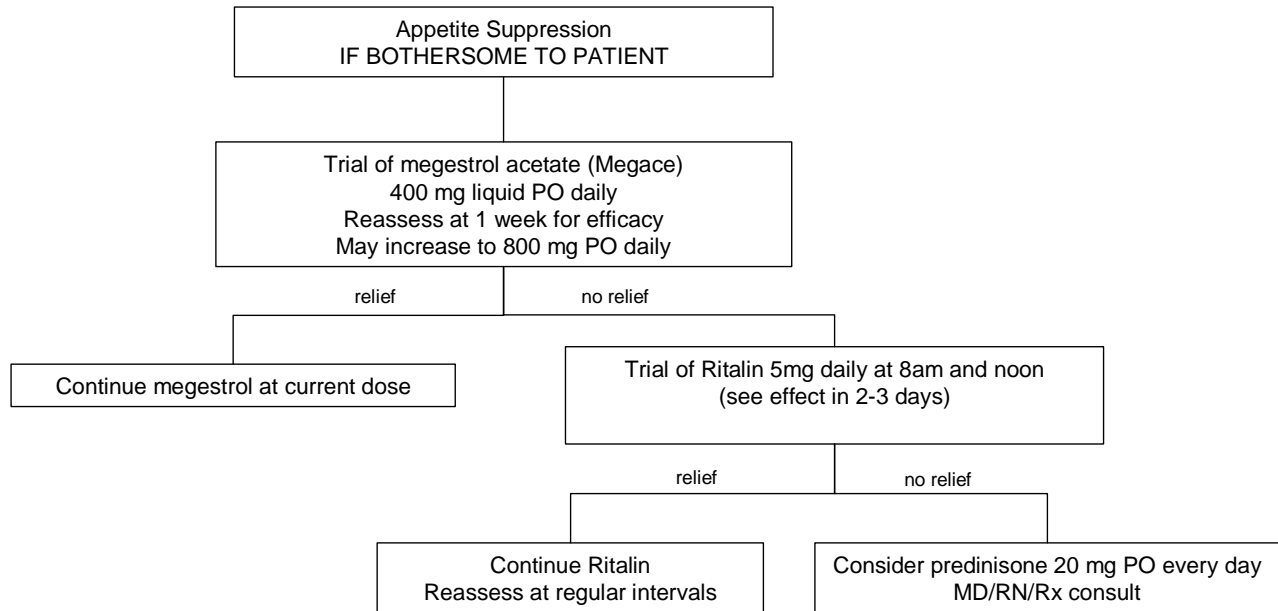 Appetite Suppression
IF BOTHERSOME TO PATIENT
Trial of megestrol acetate (Megace)
400 mg liquid PO daily
Reassess at 1 week for efficacy
May increase to 800 mg PO daily
relief
no relief
Continue megestrol at current dose
Trial of Ritalin 5mg daily at 8am and noon
(see effect in 2-3 days)
relief
no relief
Continue Ritalin
Reassess at regular intervals
Consider predinisone 20 mg PO every day
MD/RN/Rx consult